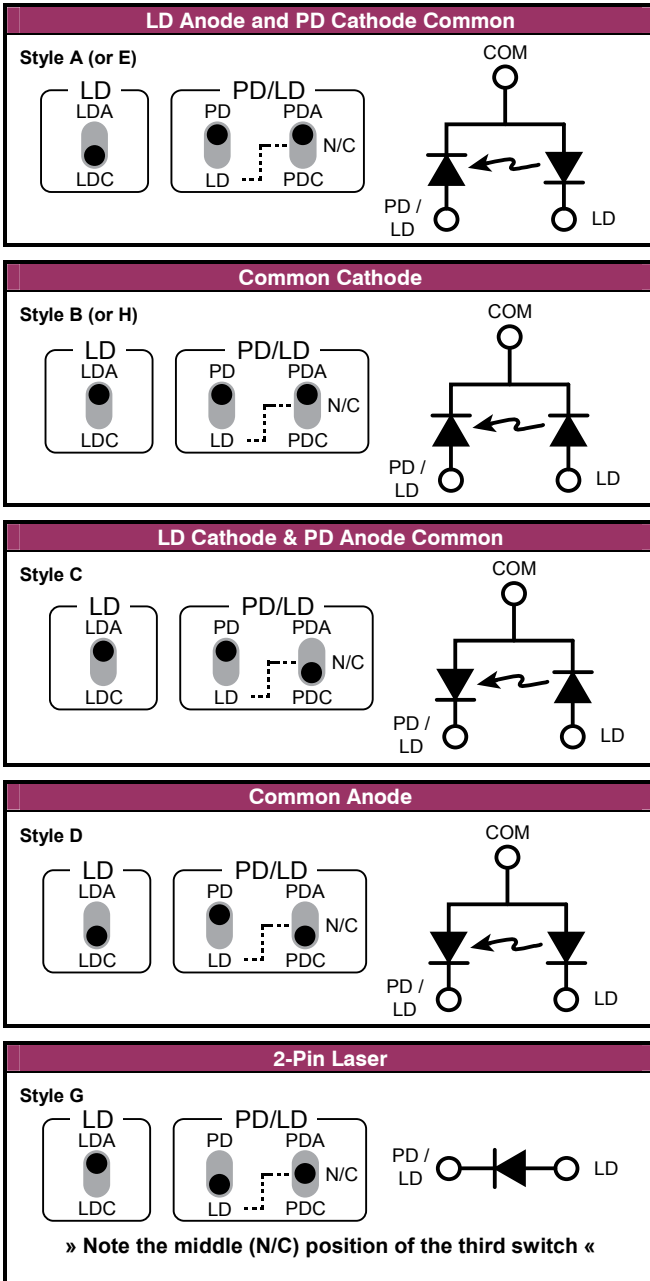 LD Anode and PD Cathode Common
Style A (or E)
LD
LDA
LDC
PD/LD
PD PDA
N/C
LD PDC
COM
PD /
LD
LD
Common Cathode
Style B (or H)
LD
LDA
LDC
PD/LD
PD PDA
N/C
LD PDC
COM
PD /
LD
LD
LD Cathode & PD Anode Common
Style C
LD
LDA
LDC
PD/LD
PD PDA
N/C
LD PDC
COM
PD /
LD
LD
Common Anode
Style D
LD
LDA
LDC
PD/LD
PD PDA
N/C
LD PDC
COM
PD /
LD
LD
2-Pin Laser
Style G
LD
LDA
LDC
PD/LD
PD PDA
N/C
LD PDC
PD /
LD
LD
» Note the middle (N/C) position of the third switch «